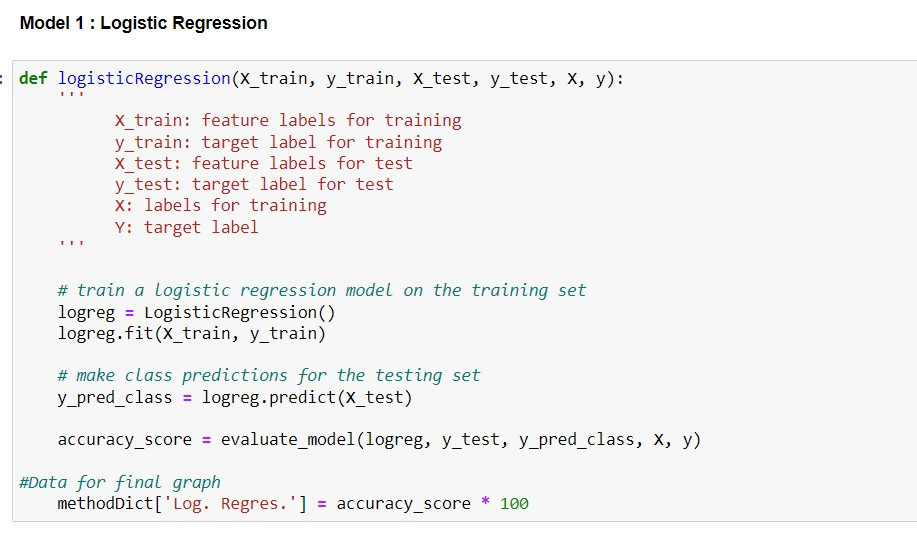 Model 1 : Logistic Regression
: def logisticRegression(X_train, y_train, X_test, y_test, X, y):
'''
X_train: feature labels for training
y_train: target label for training
X_test: feature labels for test
y_test: target label for test
X: labels for training
Y: target label
'''
# train a logistic regression model on the training set
logreg = LogisticRegression()
logreg.fit(X_train, y_train)
# make class predictions for the testing set
y_pred_class = logreg.predict(X_test)
accuracy_score = evaluate_model(logreg, y_test, y_pred_class, X, y)
#Data for final graph
methodDict['Log. Regres.'] = accuracy_score * 100